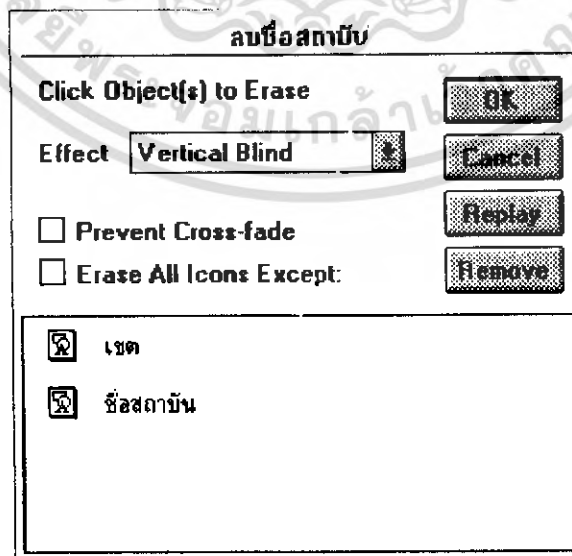 ลบชื่อสถาบัน
Click Object(s) to Erase
OK
Effect Vertical Blind
Cancel
Replay
Prevent Cross-fade
Erase All Icons Except:
Remove
เขต
ชื่อสถาบัน